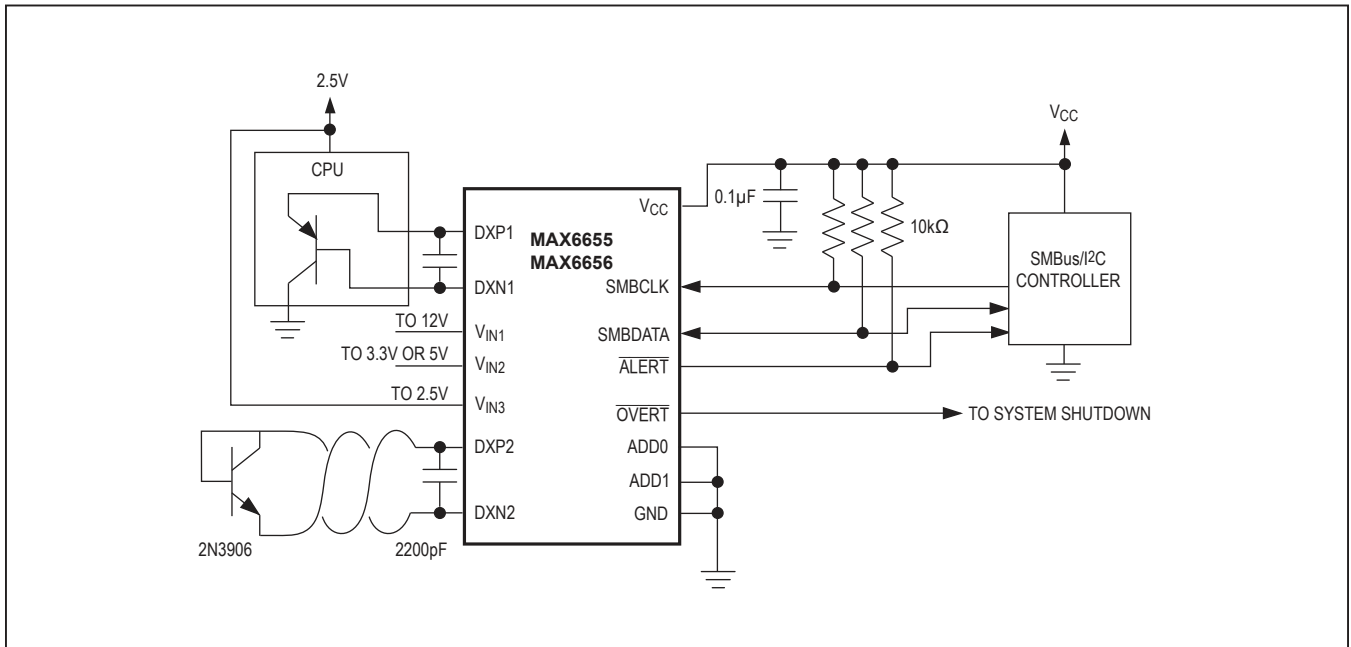 2.5V
CPU
VCC
0.1µF
10kΩ
SMBus/I2C
CONTROLLER
MAX6655
MAX6656
VCC
DXP1
DXN1
SMBCLK
TO 12V
VIN1
SMBDATA
TO 3.3V OR 5V
VIN2
ALERT
TO 2.5V
VIN3
OVERT
TO SYSTEM SHUTDOWN
DXP2
ADD0
ADD1
DXN2
GND
2N3906
2200pF